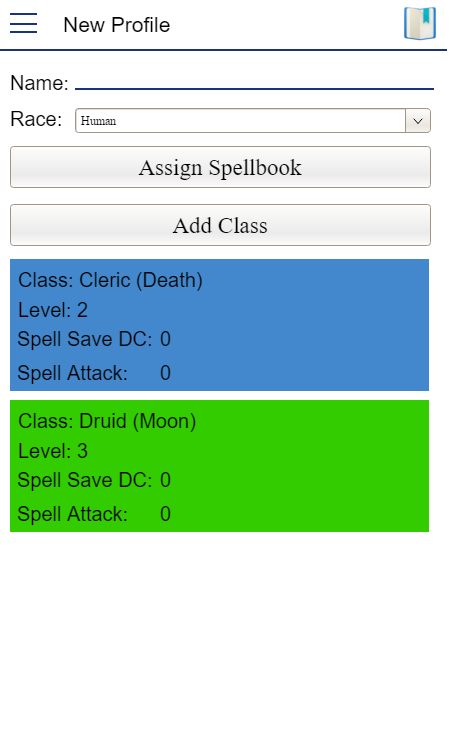 New Profile
Name:
Race: Human
Assign Spellbook
Add Class
Class: Cleric (Death)
Level: 2
Spell Save DC: 0
Spell Attack: 0
Class: Druid (Moon)
Level: 3
Spell Save DC: 0
Spell Attack: 0